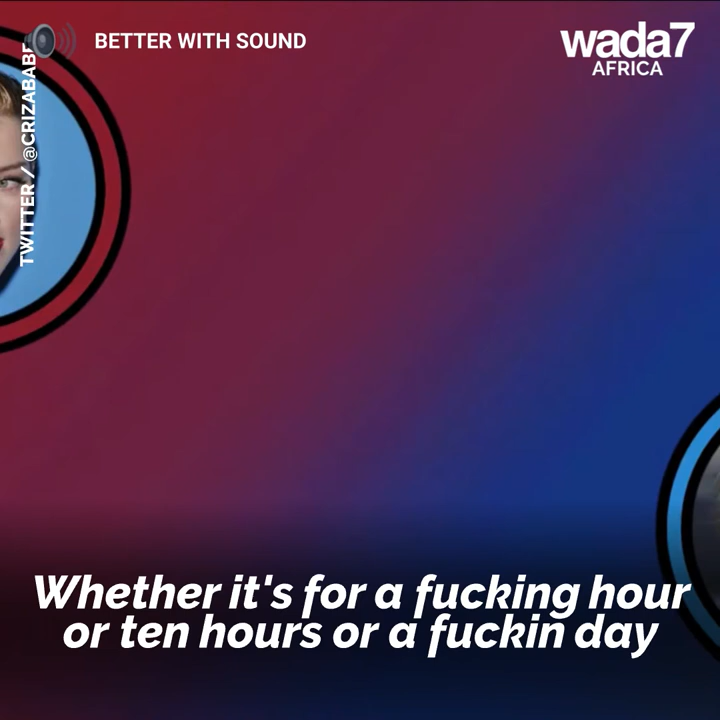 BETTER WITH SOUND
wada7
AFRICA
TWITTER / @CRIZABABE
Whether it's for a fucking hour
or ten hours or a fuckin day